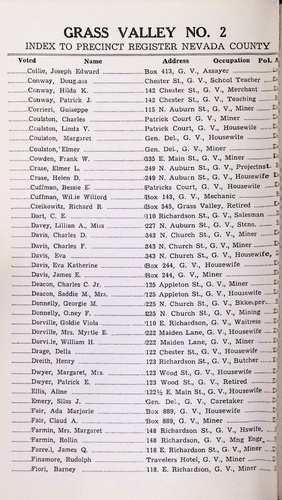 GRASS VALLEY NO. 2
INDEX TO PRECINCT REGISTER NEVADA COUNTY
Voted Name Address Occupation Pol.
Collie, Joseph Edward Box 413, G. V., Assayer
Conway, Doug.ass Chester St., G. V., School Teacher
Conway, Hilda K. 142 Chester St., G. V., Merchant
Conway, Patrick J. 142 Chester St., G. V., Teaching
Corrieri, Guiseppe 115 N. Auburn St., G. V., Miner
Coulston, Charles Patrick Court, G. V., Miner
Coulston, Linda V. Patrick Court, G. V., Housewife
Coulston, Margaret Gen. Del., G. V., Housewife
Coulston, Elmer Gen. Del., G. V., Miner
Cowden, Frank W. 335 E. Main St., G. V., Miner
Crase, Elmer L. 249 N. Auburn St., G. V., Projectnst.
Crase, Helen D. 249 N. Auburn St., G. V., Housewife
Cuffman, Bessie E Patricks Court, G. V., Housewife
Cuffman, Wil.ie Wilford Box 143, G. V., Mechanic
Czeikowitz, Richard R. Box 545, Grass Valley, Retired
Dart, C. E. 110 Richardson St., G. V., Salesman
Davey, Lillian A., Miss 227 N. Auburn St., G. V., Steno.
Davis, Charles D. 343 N. Church St., G. V., Miner
Davis, Charles F. 343 N. Church St., G. V., Miner
Davis, Eva 343 N. Church St., G. V., Housewife,
Davis, Eva Katherine Box 244, G. V., Housewife
Davis, James E. Box 244, G. V., Miner
Deacon, Charles C. Jr. 125 Appleton St., G. V., Miner
Deacon, Saddie M., Mrs. 125 Appleton St., G. V., Housewife
Donnelly, Georgie M. 225 N. Church St., G. V., Bkkeper.
Donnelly, O.ney F. 225 N. Church St., G. V., Mining
Dorville, Goldie Viola 110 E. Richardson, G. V., Waitress
Dorville, Mrs. Myrtle E. 222 Maiden Lane, G. V., Housewife
Dorvi.le, William H. 222 Maiden Lane, G. V., Miner
Drage, Della 122 Chester St., G. V., Housewife
Dreith, Henry 123 Richardson St., G. V., Butcher
Dwyer, Margaret, Mrs. 123 Wood St., G. V., Housewife
Dwyer, Patrick E. 123 Wood St., G. V., Retired
Ellis, Aline 122½ E. Main St., G. V., Housewife
Emery, Silas J. Gen. Del., G. V., Caretaker
Fair, Ada Marjorie Box 889, G. V., Housewife
Fair, Claud A. Box 889, G. V., Miner
Farmin, Mrs. Margaret 148 Richardson, G. V., Hswife,
Farmin, Rollin 148 Richardson, G. V., Mng Engr
Farrel., James Q. 118 E. Richardson St., G. V., Miner
Finamore, Rudolph Travelers Hotel, G. V., Miner
Fiori, Barney 118 E. Richardson, G. V., Miner